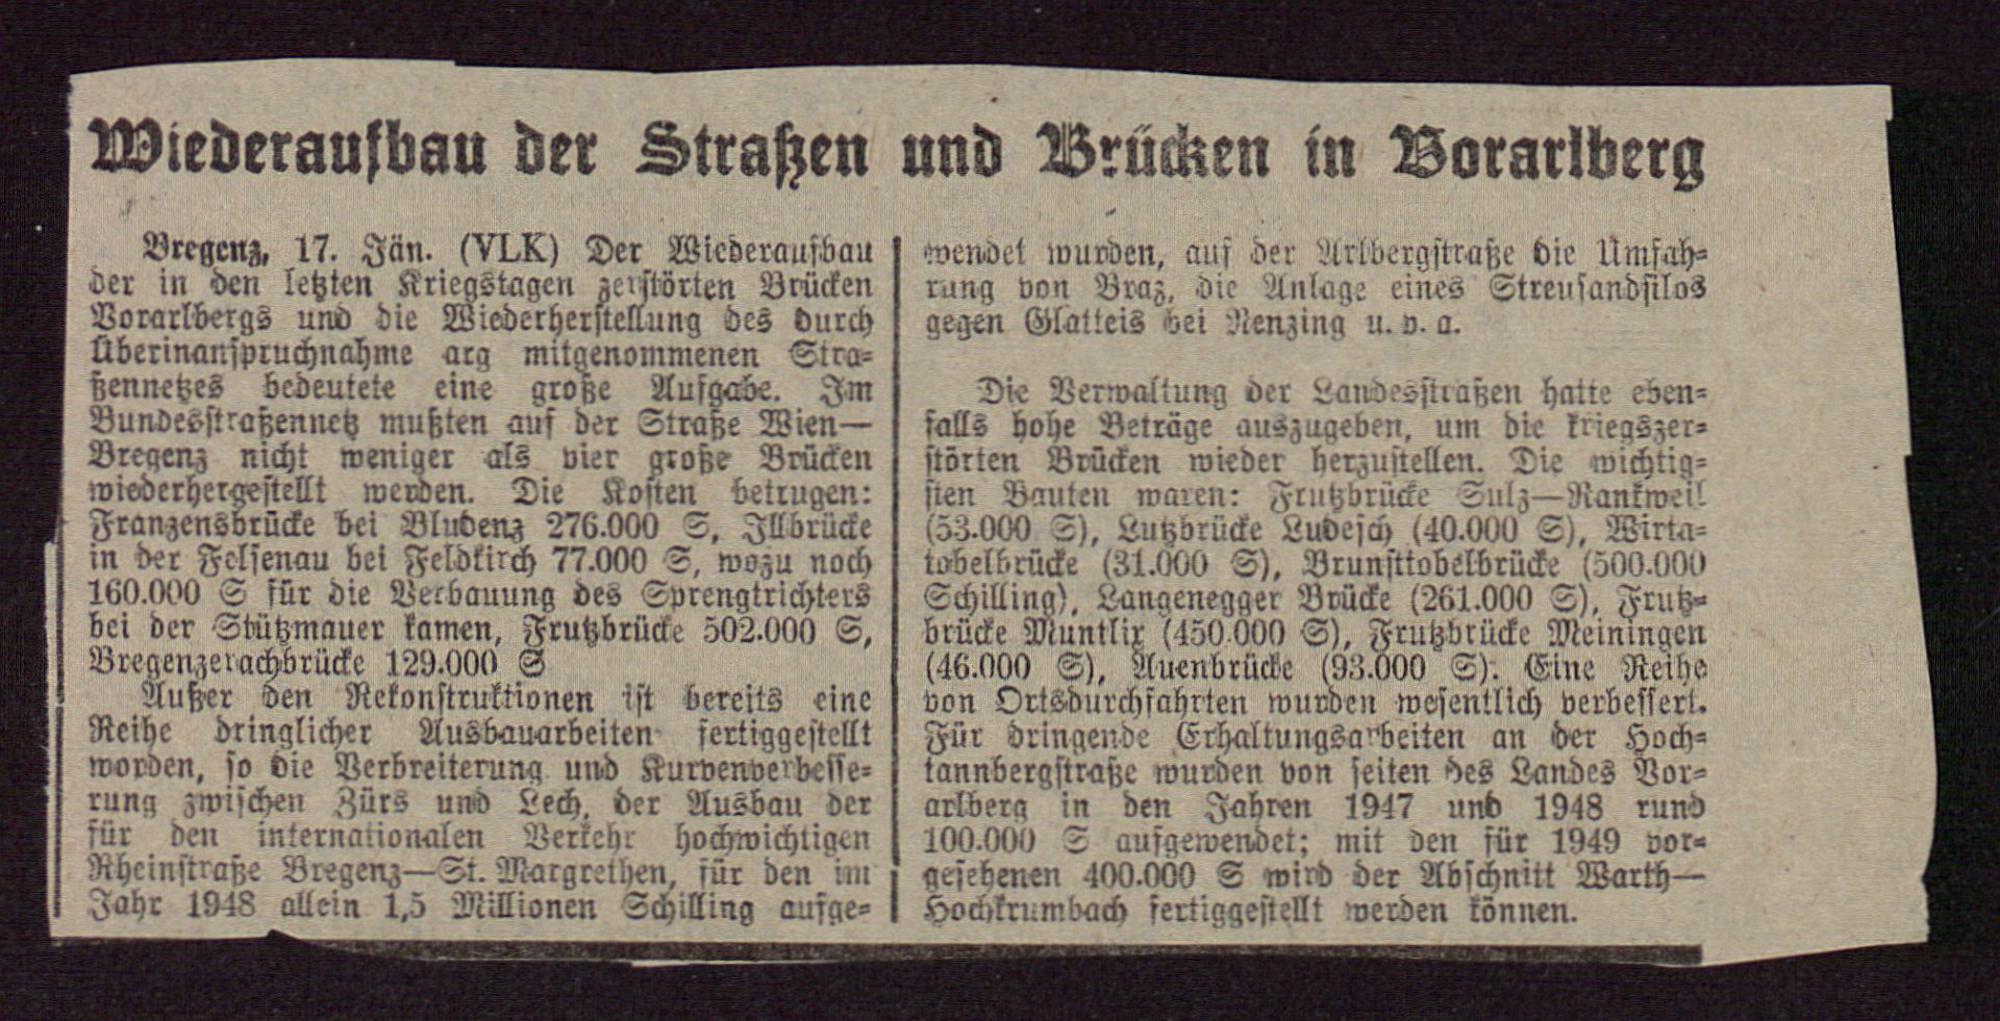 Wiederaufbau der Straßen und Brücken in Vorarlberg
Bregenz, 17. Jän. (VLK) Der Wiederaufbau
der in den letzten Kriegstagen zerstörten Brücken
Vorarlbergs und die Wiederherstellung des durch
Überinanspruchnahme arg mitgenommenen Stra-
ßennetzes bedeutete eine große Aufgabe. Im
Bundesstraßennetz mußten auf der Straße Wien—
Bregenz nicht weniger als vier große Brücken
wiederhergestellt werden. Die Kosten betrugen:
Franzensbrücke bei Bludenz 276.000 S, Illbrücke
in der Felsenau bei Feldkirch 77.000 S, wozu noch
160.000 S für die Verbauung des Sprengtrichters
bei der Stützmauer kamen, Frutzbrücke 502.000 S,
Bregenzerachbrücke 129.000 S
Außer den Rekonstruktionen ist bereits eine
Reihe dringlicher Ausbauarbeiten fertiggestellt
worden, so die Verbreiterung und Kurvenverbesse-
rung zwischen Zürs und Lech, der Ausbau der
für den internationalen Verkehr hochwichtigen
Rheinstraße Bregenz—St. Margrethen, für den im
Jahr 1948 allein 1,5 Millionen Schilling aufge-
wendet wurden, auf der Arlbergstraße die Umfah-
rung von Braz, die Anlage eines Streusandsilos
gegen Glatteis bei Nenzing u. v. a.
Die Verwaltung der Landesstraßen hatte eben-
falls hohe Beträge auszugeben, um die kriegszer-
störten Brücken wieder herzustellen. Die wichtig-
sten Bauten waren: Frutzbrücke Sulz—Rankweil
(53.000 S), Lutzbrücke Ludesch (40.000 S), Wirta-
tobelbrücke (31.000 S), Brunsttobelbrücke (500.000
Schilling), Langenegger Brücke (261.000 S), Frutz-
brücke Muntlix (450.000 S), Frutzbrücke Meiningen
(46.000 S), Auenbrücke (93.000 S). Eine Reihe
von Ortsdurchfahrten wurden wesentlich verbessert.
Für dringende Erhaltungsarbeiten an der Hoch-
tannbergstraße wurden von seiten des Landes Vor-
arlberg in den Jahren 1947 und 1948 rund
100.000 S aufgewendet; mit den für 1949 vor-
gesehenen 400.000 S wird der Abschnitt Warth—
Hochkrumbach fertiggestellt werden können.